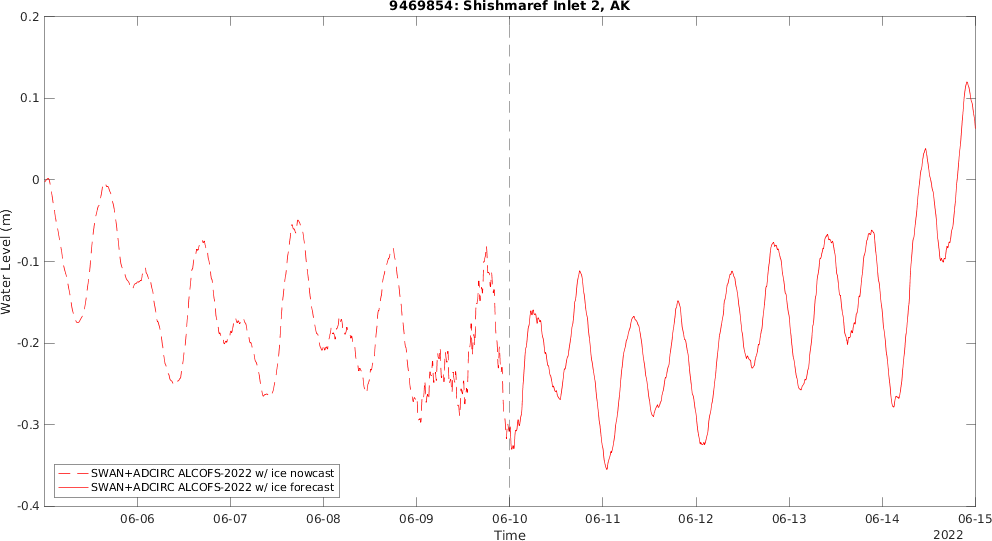 9469854: Shishmaref Inlet 2, AK
0.2
0.1
0
-0.1
-0.2
-0.3
-0.4
Water Level (m)
SWAN+ADCIRC ALCOFS-2022 w/ ice nowcast
SWAN+ADCIRC ALCOFS-2022 w/ ice forecast
06-06 06-07 06-08 06-09 06-10 06-11 06-12 06-13 06-14 06-15
Time
2022